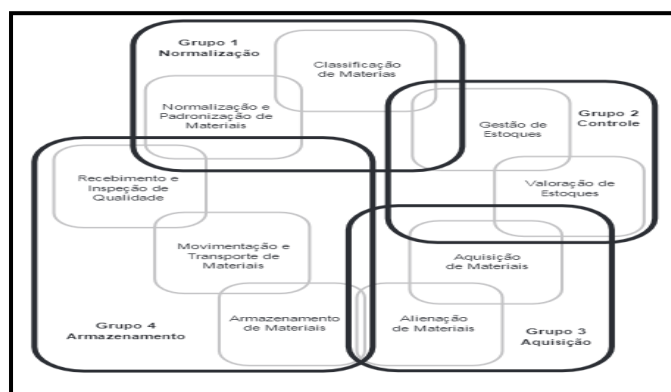 Grupo 1
Normalização
Classificação
de Materias
Normalização e
Padronização de
Materiais
Grupo 2
Controle
Gestão de
Estoques
Valoração de
Estoques
Recebimento e
Inspeção de
Qualidade
Movimentação e
Transporte de
Materiais
Armazenamento
de Materiais
Grupo 4
Armazenamento
Aquisição
de Materiais
Alienação
de Materiais
Grupo 3
Aquisição